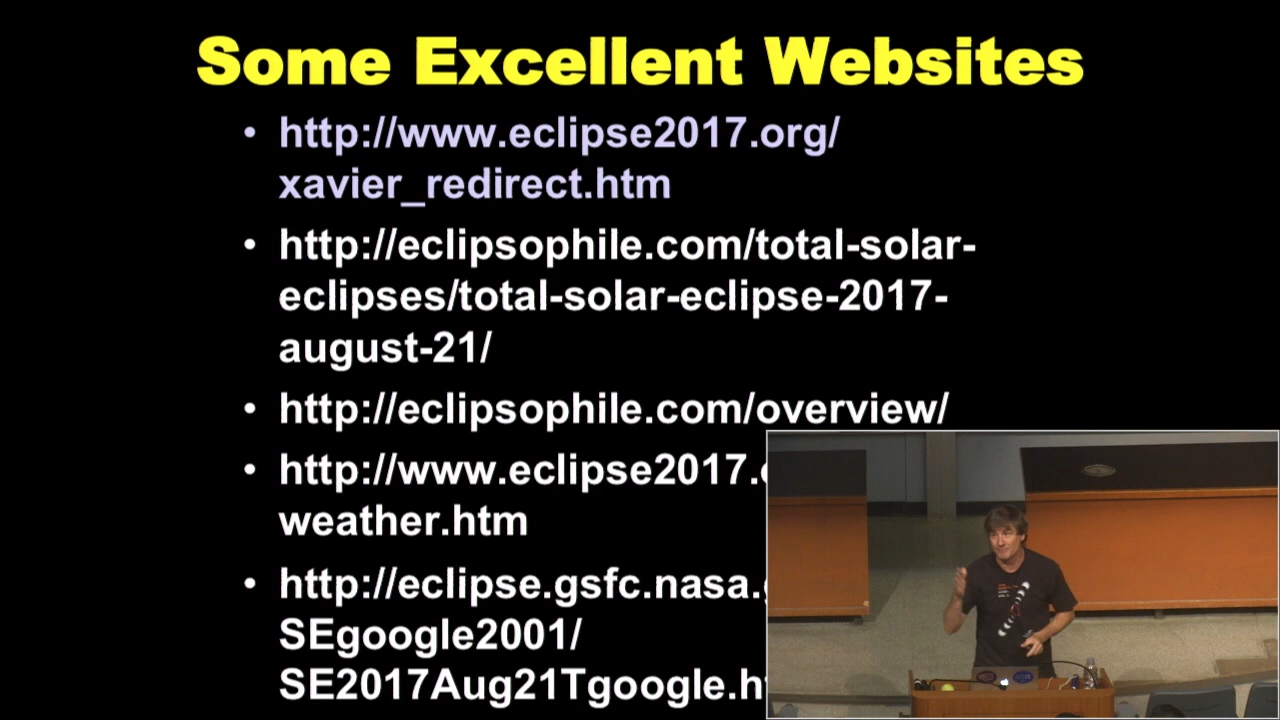 Some Excellent Websites
• http://www.eclipse2017.org/
xavier_redirect.htm
• http://eclipsophile.com/total-solar-
eclipses/total-solar-eclipse-2017-
august-21/
• http://eclipsophile.com/overview/
• http://www.eclipse2017.
weather.htm
• http://eclipse.gsfc.nasa.
SEgoogle2001/
SE2017Aug21Tgoogle.h